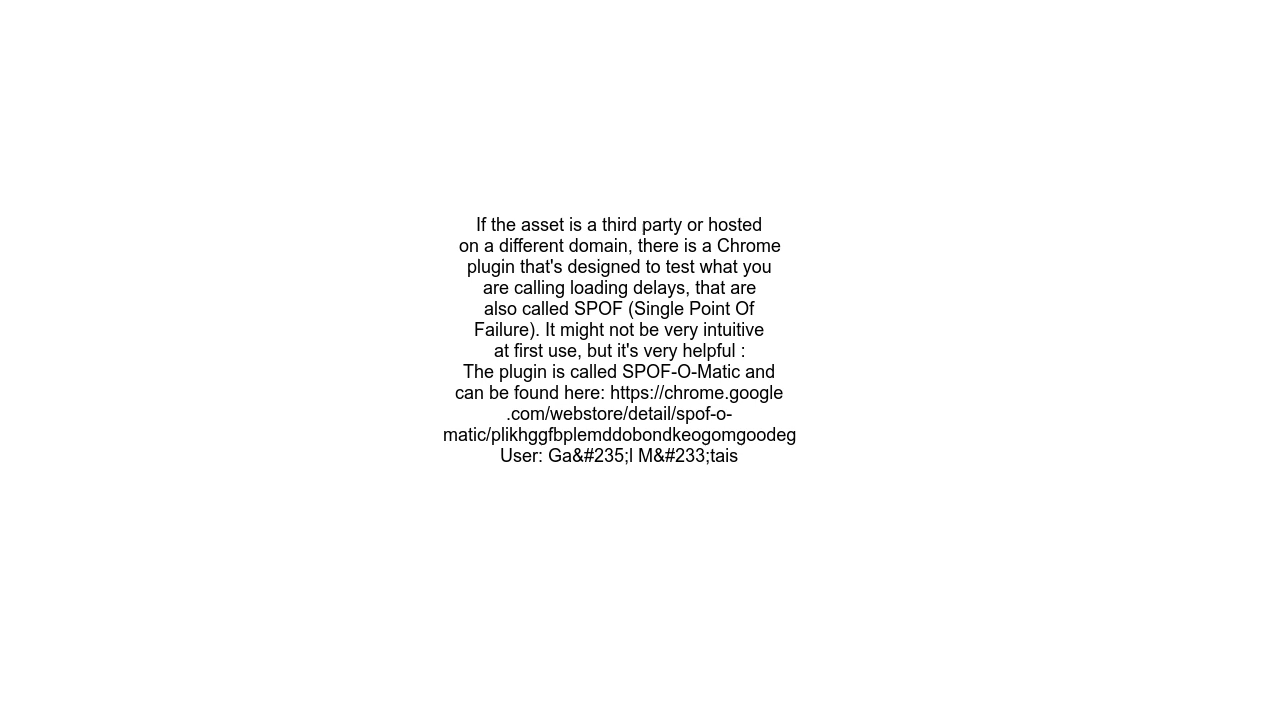 If the asset is a third party or hosted
on a different domain, there is a Chrome
plugin that's designed to test what you
are calling loading delays, that are
also called SPOF (Single Point Of
Failure). It might not be very intuitive
at first use, but it's very helpful :
The plugin is called SPOF-O-Matic and
can be found here: https://chrome.google
.com/webstore/detail/spof-o-
matic/plikhggfbplemddobondkeogomgoodeg
User: Ga&#235;l M&#233;tais